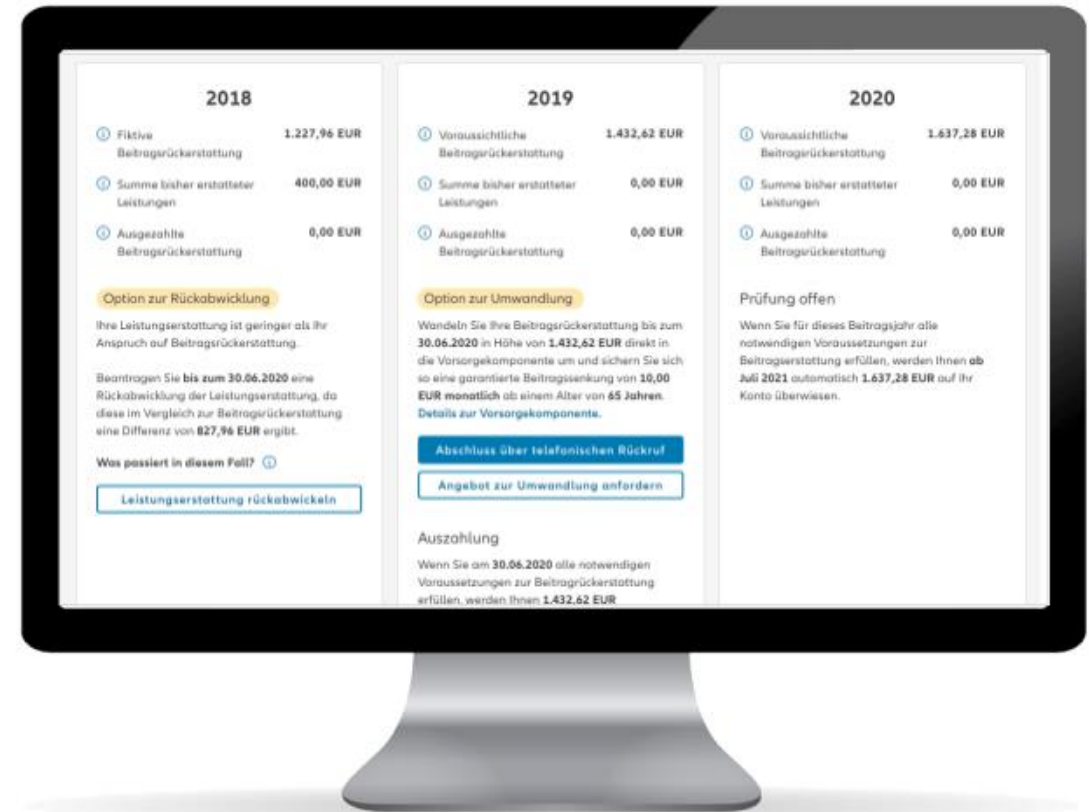 2018
Fiktive 1.227,96 EUR
Beitragsrückerstattung
Summe bisher erstatteter 400,00 EUR
Leistungen
Ausgezahlte 0,00 EUR
Beitragsrückerstattung
Option zur Rückabwicklung
Ihre Leistungserstattung ist geringer als Ihr
Anspruch auf Beitragsrückerstattung.
Beantragen Sie bis zum 30.06.2020 eine
Rückabwicklung der Leistungserstattung, da
diese im Vergleich zur Beitragsrückerstattung
eine Differenz von 827,96 EUR ergibt.
Was passiert in diesem Fall?
Leistungserstattung rückabwickeln
2019
Voraussichtliche 1.432,62 EUR
Beitragsrückerstattung
Summe bisher erstatteter 0,00 EUR
Leistungen
Ausgezahlte 0,00 EUR
Beitragsrückerstattung
Option zur Umwandlung
Wandeln Sie Ihre Beitragsrückerstattung bis zum
30.06.2020 in Höhe von 1.432,62 EUR direkt in
die Vorsorgekomponente um und sichern Sie sich
so eine garantierte Beitragssenkung von 10,00
EUR monatlich ab einem Alter von 65 Jahren.
Details zur Vorsorgekomponente.
Abschluss über telefonischen Rückruf
Angebot zur Umwandlung anfordern
Auszahlung
Wenn Sie am 30.06.2020 alle notwendigen
Voraussetzungen zur Beitragrückerstattung
erfüllen, werden Ihnen 1.432,62 EUR
2020
Voraussichtliche 1.637,28 EUR
Beitragsrückerstattung
Summe bisher erstatteter 0,00 EUR
Leistungen
Ausgezahlte 0,00 EUR
Beitragsrückerstattung
Prüfung offen
Wenn Sie für dieses Beitragsjahr alle
notwendigen Voraussetzungen zur
Beitragserstattung erfüllen, werden Ihnen ab
Juli 2021 automatisch 1.637,28 EUR auf Ihr
Konto überwiesen.